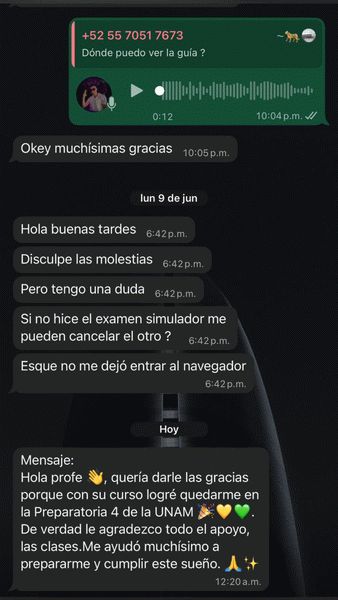 +52 55 7051 7673 ~🐆
Dónde puedo ver la guía ?
0:12 10:04 p.m.
Okey muchísimas gracias 10:05 p.m.
lun 9 de jun
Hola buenas tardes 6:42 p.m.
Disculpe las molestias 6:42 p.m.
Pero tengo una duda 6:42 p.m.
Si no hice el examen simulador me
pueden cancelar el otro ? 6:42 p.m.
Esque no me dejó entrar al navegador
6:42 p.m.
Hoy
Mensaje:
Hola profe 👋, quería darle las gracias
porque con su curso logré quedarme en
la Preparatoria 4 de la UNAM 🎉💛💚.
De verdad le agradezco todo el apoyo,
las clases.Me ayudó muchísimo a
prepararme y cumplir este sueño. 🙏✨
12:20 a.m.